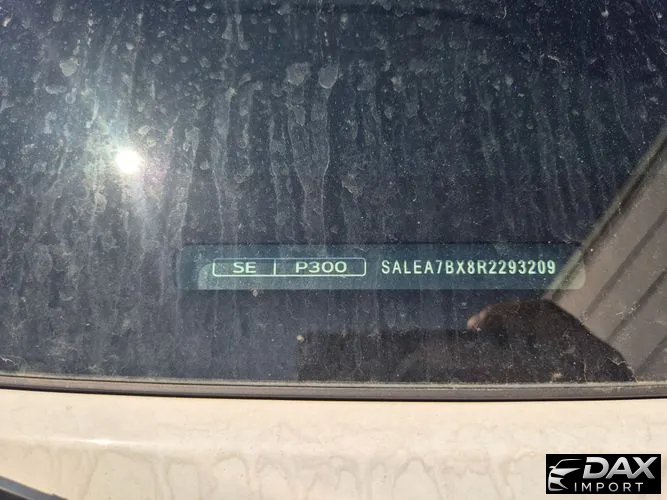 SE P300 SALEA7BX8R2293209
DAX
IMPORT